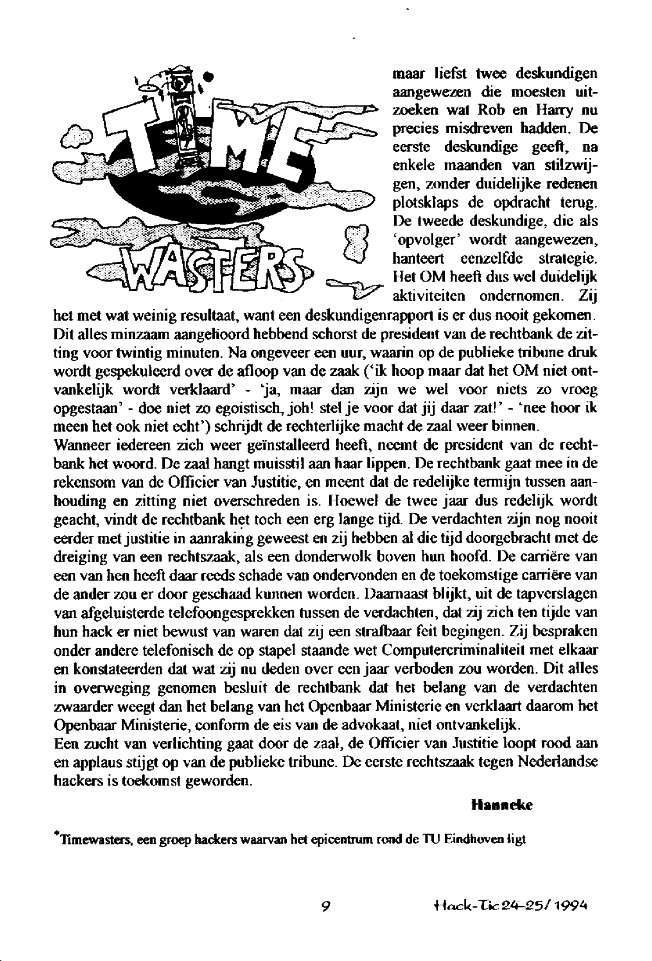 TIME
WASTERS
maar liefst twee deskundigen
aangewezen die moesten uit-
zoeken wat Rob en Harry nu
precies misdreven hadden. De
eerste deskundige geeft, na
enkele maanden van stilzwij-
gen, zonder duidelijke redenen
plotsklaps de opdracht terug.
De tweede deskundige, die als
'opvolger' wordt aangewezen,
hanteert eenzelfde strategie.
Het OM heeft dus wel duidelijk
aktiviteiten ondernomen. Zij
het met wat weinig resultaat, want een deskundigenrapport is er dus nooit gekomen.
Dit alles minzaam aangehoord hebbend schorst de president van de rechtbank de zit-
ting voor twintig minuten. Na ongeveer een uur, waarin op de publieke tribune druk
wordt gespekuleerd over de afloop van de zaak ('ik hoop maar dat het OM niet ont-
vankelijk wordt verklaard' - 'ja, maar dan zijn we wel voor niets zo vroeg
opgestaan' - doe niet zo egoistisch, joh! stel je voor dat jij daar zat!' - 'nee hoor ik
meen het ook niet echt') schrijdt de rechterlijke macht de zaal weer binnen.
Wanneer iedereen zich weer geïnstalleerd heeft, neemt de president van de recht-
bank het woord. De zaal hangt muisstil aan haar lippen. De rechtbank gaat mee in de
rekensom van de Officier van Justitie, en meent dat de redelijke termijn tussen aan-
houding en zitting niet overschreden is. Hoewel de twee jaar dus redelijk wordt
geacht, vindt de rechtbank het toch een erg lange tijd. De verdachten zijn nog nooit
eerder met justitie in aanraking geweest en zij hebben al die tijd doorgebracht met de
dreiging van een rechtszaak, als een donderwolk boven hun hoofd. De carrière van
een van hen heeft daar reeds schade van ondervonden en de toekomstige carrière van
de ander zou er door geschaad kunnen worden. Daarnaast blijkt, uit de tapverslagen
van afgeluisterde telefoongesprekken tussen de verdachten, dat zij zich ten tijde van
hun hack er niet bewust van waren dat zij een strafbaar feit begingen. Zij bespraken
onder andere telefonisch de op stapel staande wet Computercriminaliteit met elkaar
en konstateerden dat wat zij nu deden over een jaar verboden zou worden. Dit alles
in overweging genomen besluit de rechtbank dat het belang van de verdachten
zwaarder weegt dan het belang van het Openbaar Ministerie en verklaart daarom het
Openbaar Ministerie, conform de eis van de advokaat, niet ontvankelijk.
Een zucht van verlichting gaat door de zaal, de Officier van Justitie loopt rood aan
en applaus stijgt op van de publieke tribune. De eerste rechtszaak tegen Nederlandse
hackers is toekomst geworden.
Hanneke
*Timewasters, een groep hackers waarvan het epicentrum rond de TU Eindhoven ligt
9 Hack-Tic 24-25/1994